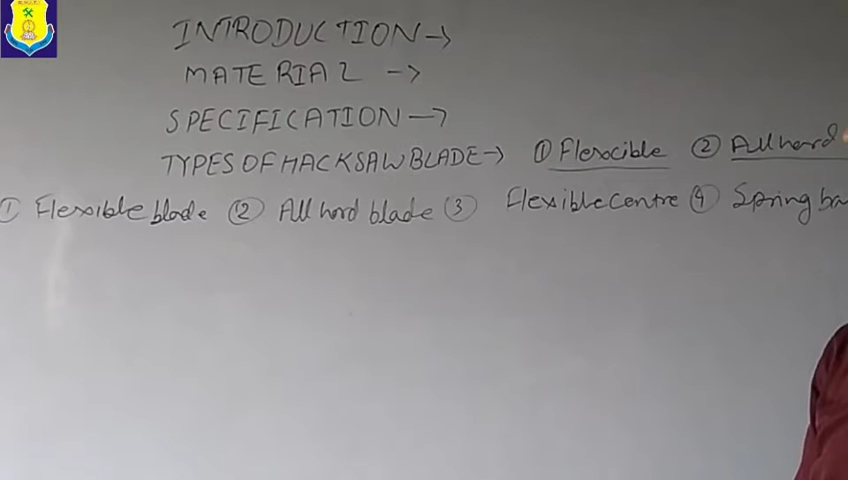 INTRODUCTION →
MATERIAL →
SPECIFICATION →
TYPES OF HACKSAW BLADE → ① Flexcible ② All hard
① Flexible blade ② All hard blade ③ Flexible centre ④ Spring ba